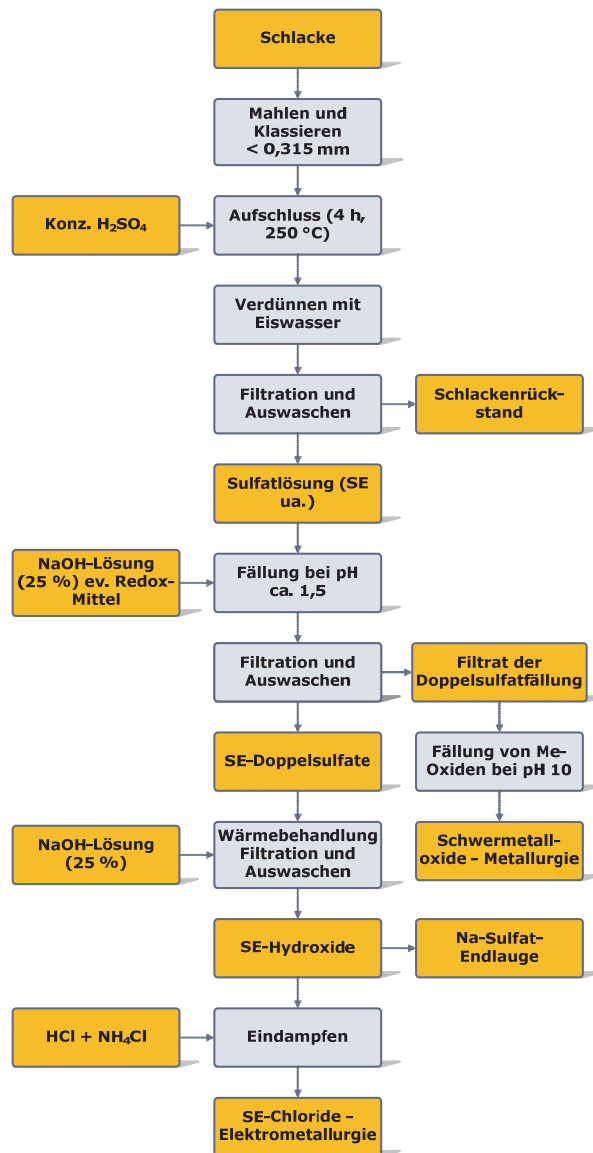 Schlacke
Mahlen und
Klassieren
< 0,315 mm
Konz. H₂SO₄
Aufschluss (4 h,
250 °C)
Verdünnen mit
Eiswasser
Filtration und
Auswaschen
Schlackenrück-
stand
Sulfatlösung (SE
ua.)
NaOH-Lösung
(25 %) ev. Redox-
Mittel
Fällung bei pH
ca. 1,5
Filtration und
Auswaschen
Filtrat der
Doppelsulfatfällung
SE-Doppelsulfate
Fällung von Me-
Oxiden bei pH 10
NaOH-Lösung
(25 %)
Wärmebehandlung
Filtration und
Auswaschen
Schwermetall-
oxide - Metallurgie
SE-Hydroxide
Na-Sulfat-
Endlauge
HCl + NH₄Cl
Eindampfen
SE-Chloride -
Elektrometallurgie